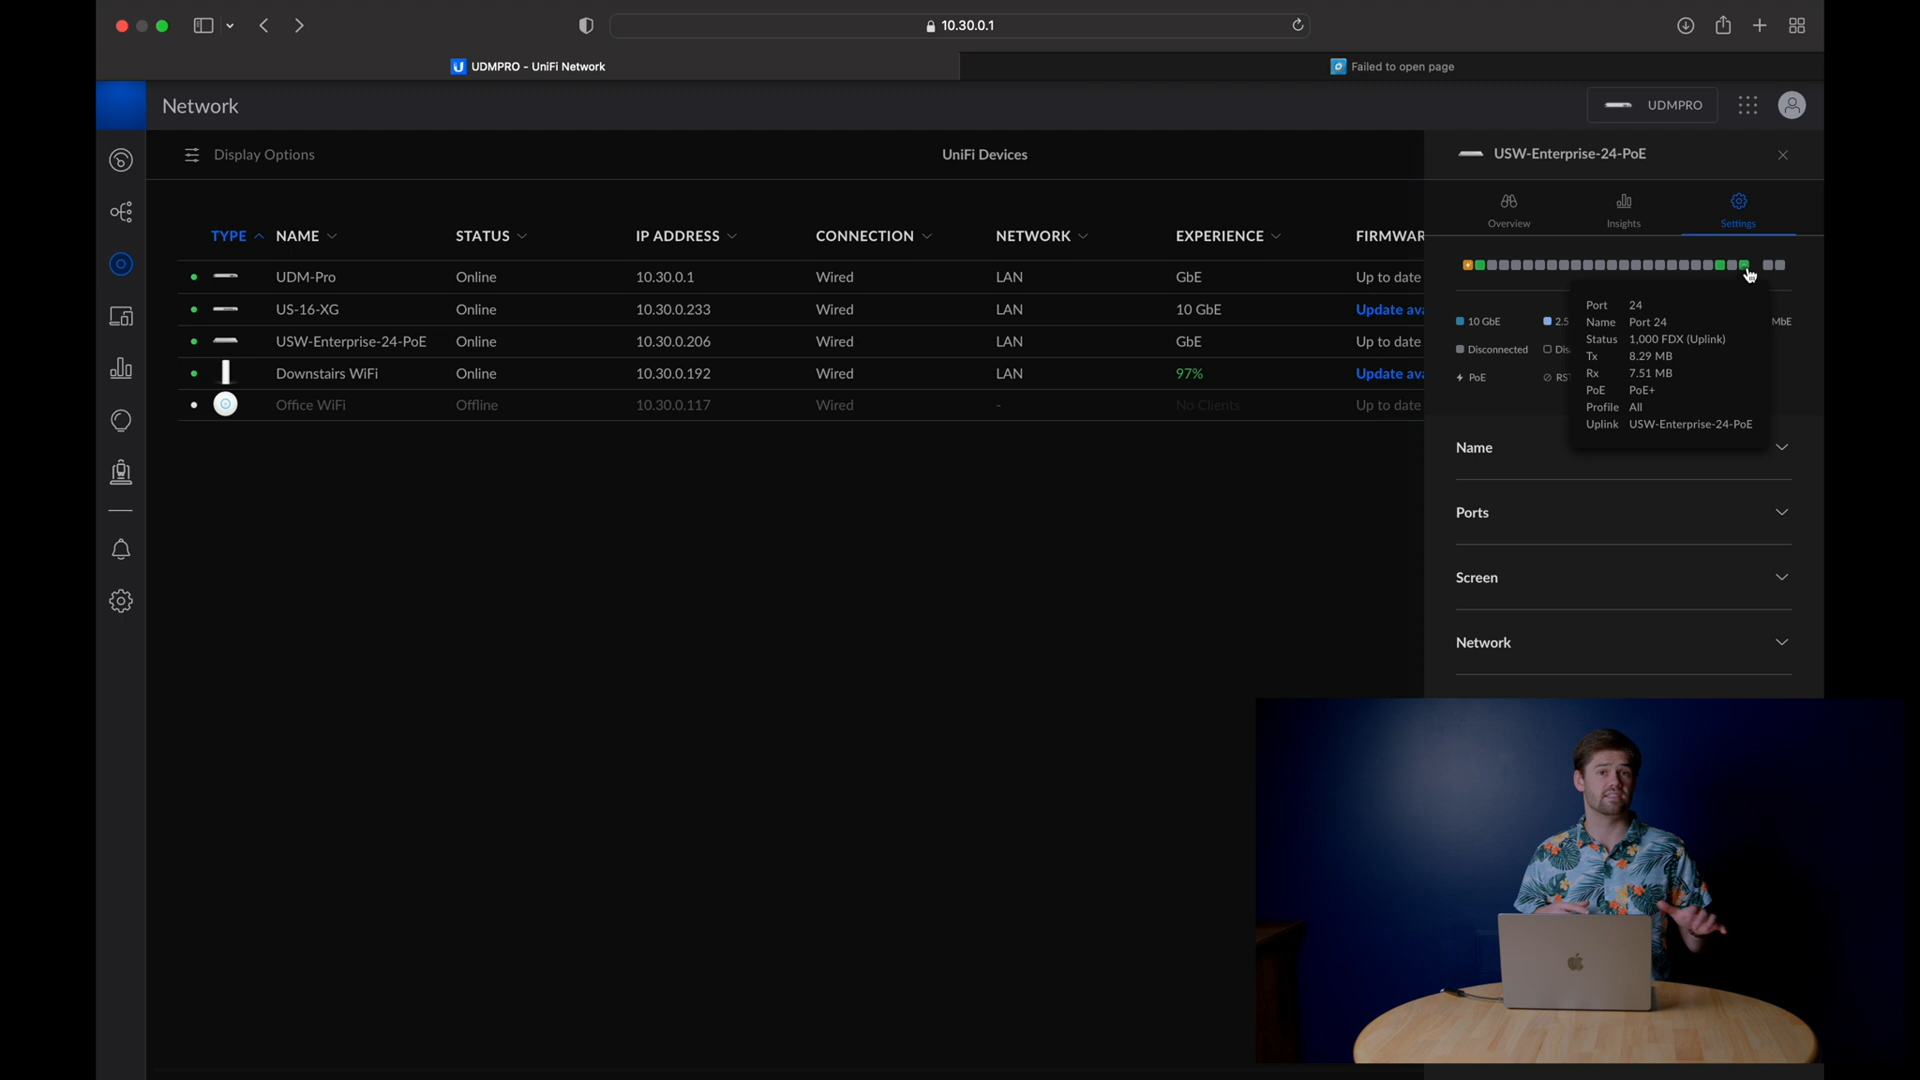 10.30.0.1
UDMPRO - UniFi Network
Failed to open page
Network
UDMPRO
Display Options
UniFi Devices
USW-Enterprise-24-PoE
Overview
Insights
Settings
TYPE NAME STATUS IP ADDRESS CONNECTION NETWORK EXPERIENCE FIRMWAR
UDM-Pro Online 10.30.0.1 Wired LAN GbE Up to date
US-16-XG Online 10.30.0.233 Wired LAN 10 GbE Update ava
USW-Enterprise-24-PoE Online 10.30.0.206 Wired LAN GbE Up to date
Downstairs WiFi Online 10.30.0.192 Wired LAN 97% Update ava
Office WiFi Offline 10.30.0.117 Wired - No Clients Up to date
10 GbE 2.5 MbE
Disconnected Dis
PoE RST
Port 24
Name Port 24
Status 1,000 FDX (Uplink)
Tx 8.29 MB
Rx 7.51 MB
PoE PoE+
Profile All
Uplink USW-Enterprise-24-PoE
Name
Ports
Screen
Network